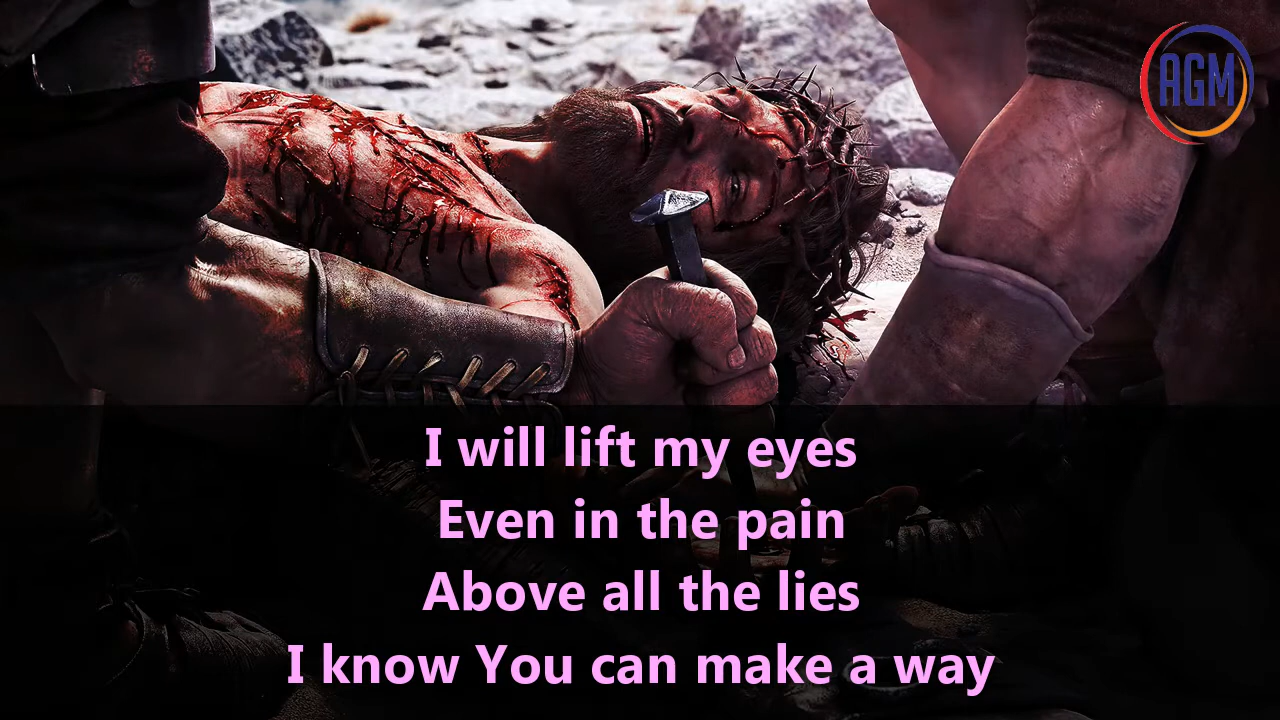 AGM
I will lift my eyes
Even in the pain
Above all the lies
I know You can make a way